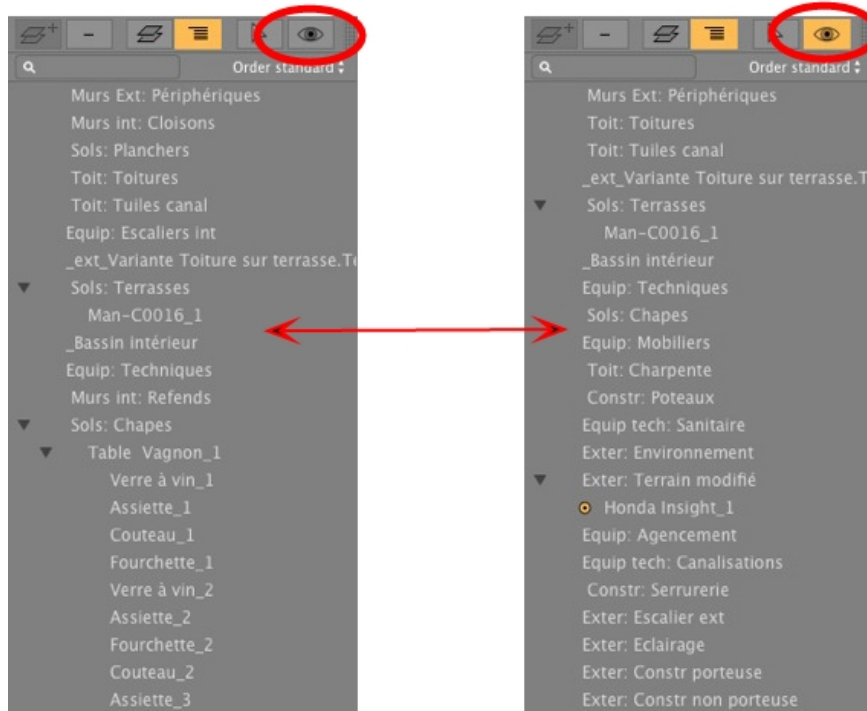 Order standard
Murs Ext: Périphériques
Murs int: Cloisons
Sols: Planchers
Toit: Toitures
Toit: Tuiles canal
Equip: Escaliers int
_ext_Variante Toiture sur terrasse.Te
Sols: Terrasses
Man-C0016_1
_Bassin intérieur
Equip: Techniques
Murs int: Refends
Sols: Chapes
Table Vagnon_1
Verre à vin_1
Assiette_1
Couteau_1
Fourchette_1
Verre à vin_2
Assiette_2
Fourchette_2
Couteau_2
Assiette_3
Order standard
Murs Ext: Périphériques
Toit: Toitures
Toit: Tuiles canal
_ext_Variante Toiture sur terrasse.T
Sols: Terrasses
Man-C0016_1
_Bassin intérieur
Equip: Techniques
Sols: Chapes
Equip: Mobiliers
Toit: Charpente
Constr: Poteaux
Equip tech: Sanitaire
Exter: Environnement
Exter: Terrain modifié
Honda Insight_1
Equip: Agencement
Equip tech: Canalisations
Constr: Serrurerie
Exter: Escalier ext
Exter: Eclairage
Exter: Constr porteuse
Exter: Constr non porteuse